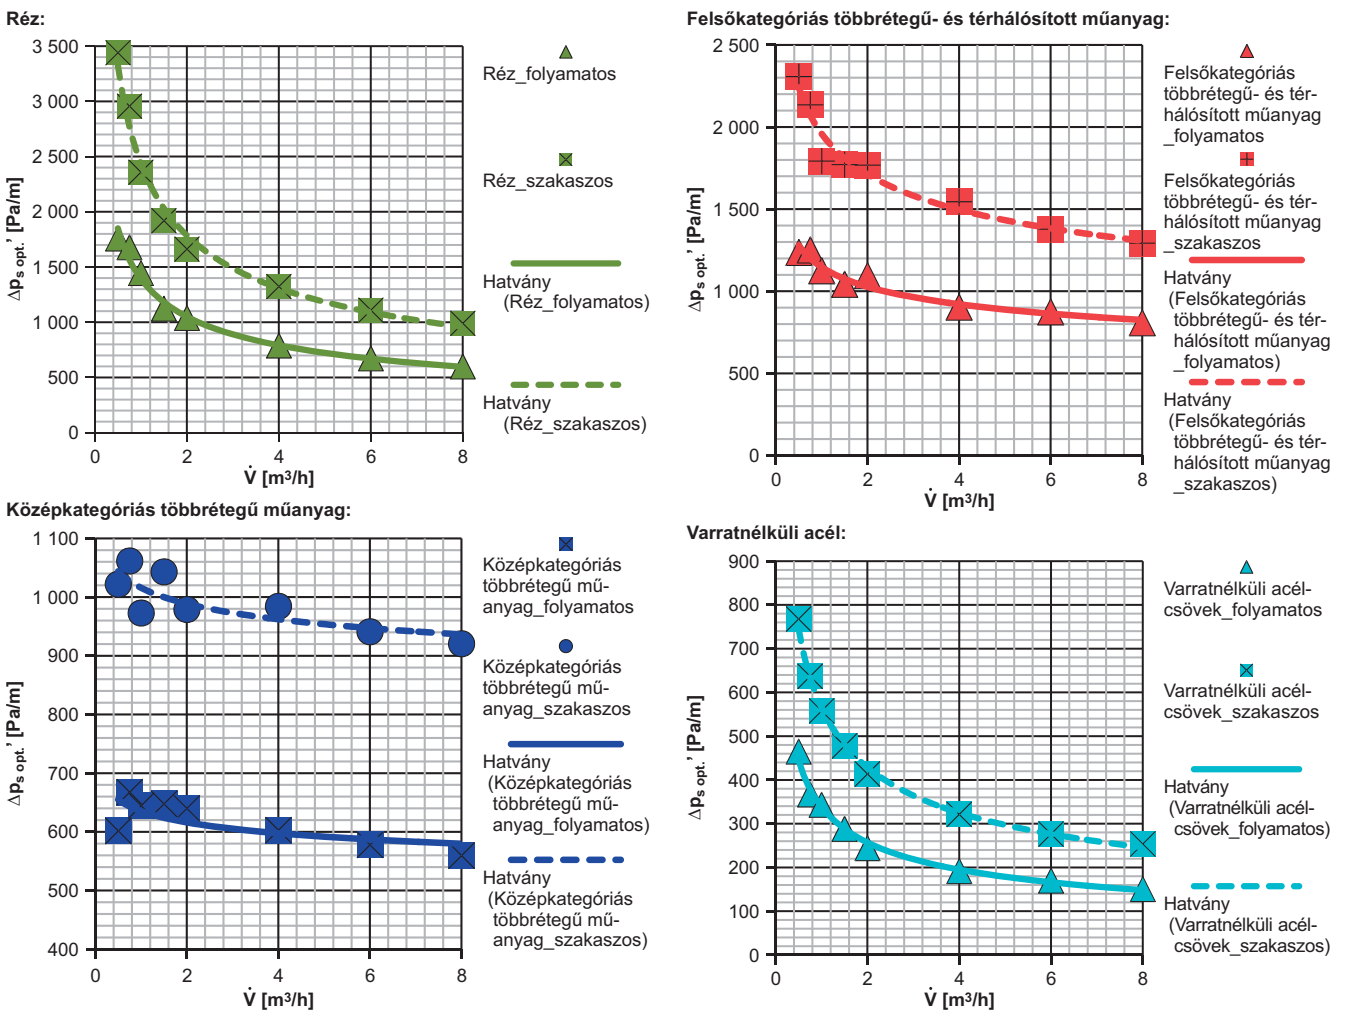 Réz:
3 500
3 000
2 500
2 000
1 500
1 000
500
0
0 2 4 6 8
Δps opt.’ [Pa/m]
V̇ [m³/h]
Réz_folyamatos
Réz_szakaszos
Hatvány
(Réz_folyamatos)
Hatvány
(Réz_szakaszos)
Felsőkategóriás többrétegű- és térhálósított műanyag:
2 500
2 000
1 500
1 000
500
0
0 2 4 6 8
Δps opt.’ [Pa/m]
V̇ [m³/h]
Felsőkategóriás
többrétegű- és tér-
hálósított műanyag
_folyamatos
Felsőkategóriás
többrétegű- és tér-
hálósított műanyag
_szakaszos
Hatvány
(Felsőkategóriás
többrétegű- és tér-
hálósított műanyag
_folyamatos)
Hatvány
(Felsőkategóriás
többrétegű- és tér-
hálósított műanyag
_szakaszos)
Középkategóriás többrétegű műanyag:
1 100
1 000
900
800
700
600
500
400
0 2 4 6 8
Δps opt.’ [Pa/m]
V̇ [m³/h]
Középkategóriás
többrétegű mű-
anyag_folyamatos
Középkategóriás
többrétegű mű-
anyag_szakaszos
Hatvány
(Középkategóriás
többrétegű mű-
anyag_folyamatos)
Hatvány
(Középkategóriás
többrétegű mű-
anyag_szakaszos)
Varratnélküli acél:
900
800
700
600
500
400
300
200
100
0
0 2 4 6 8
Δps opt.’ [Pa/m]
V̇ [m³/h]
Varratnélküli acél-
csövek_folyamatos
Varratnélküli acél-
csövek_szakaszos
Hatvány
(Varratnélküli acél-
csövek_folyamatos)
Hatvány
(Varratnélküli acél-
csövek_szakaszos)